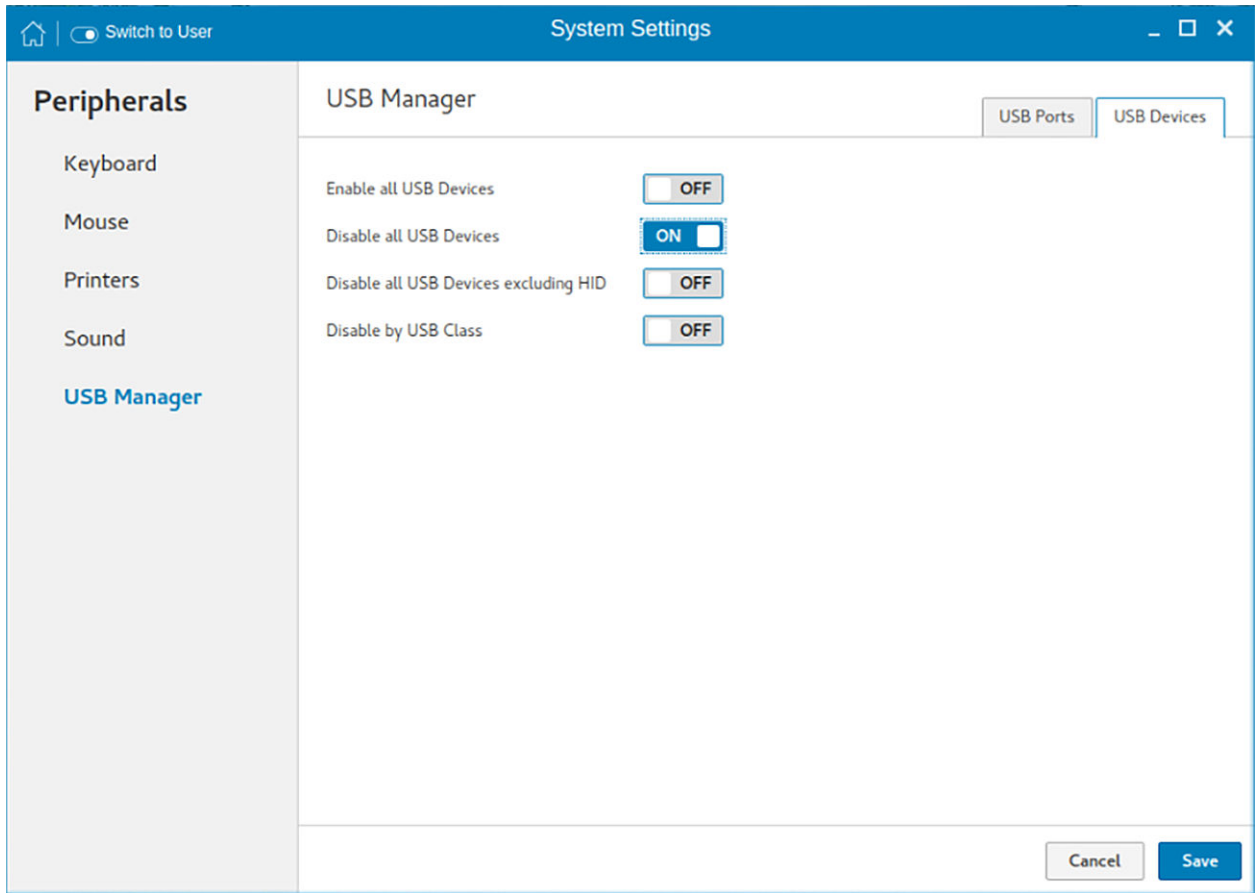 Switch to User
System Settings
Peripherals
Keyboard
Mouse
Printers
Sound
USB Manager
USB Manager
USB Ports
USB Devices
Enable all USB Devices OFF
Disable all USB Devices ON
Disable all USB Devices excluding HID OFF
Disable by USB Class OFF
Cancel
Save